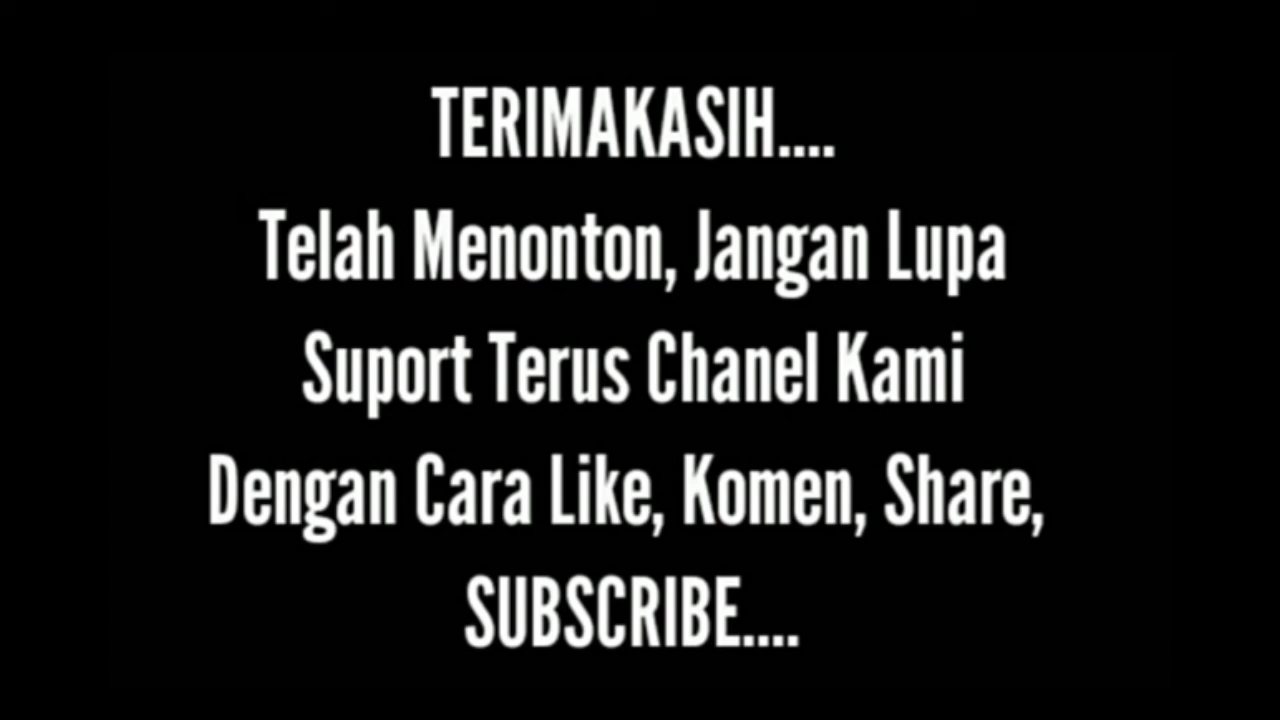 TERIMAKASIH....
Telah Menonton, Jangan Lupa
Suport Terus Chanel Kami
Dengan Cara Like, Komen, Share,
SUBSCRIBE....